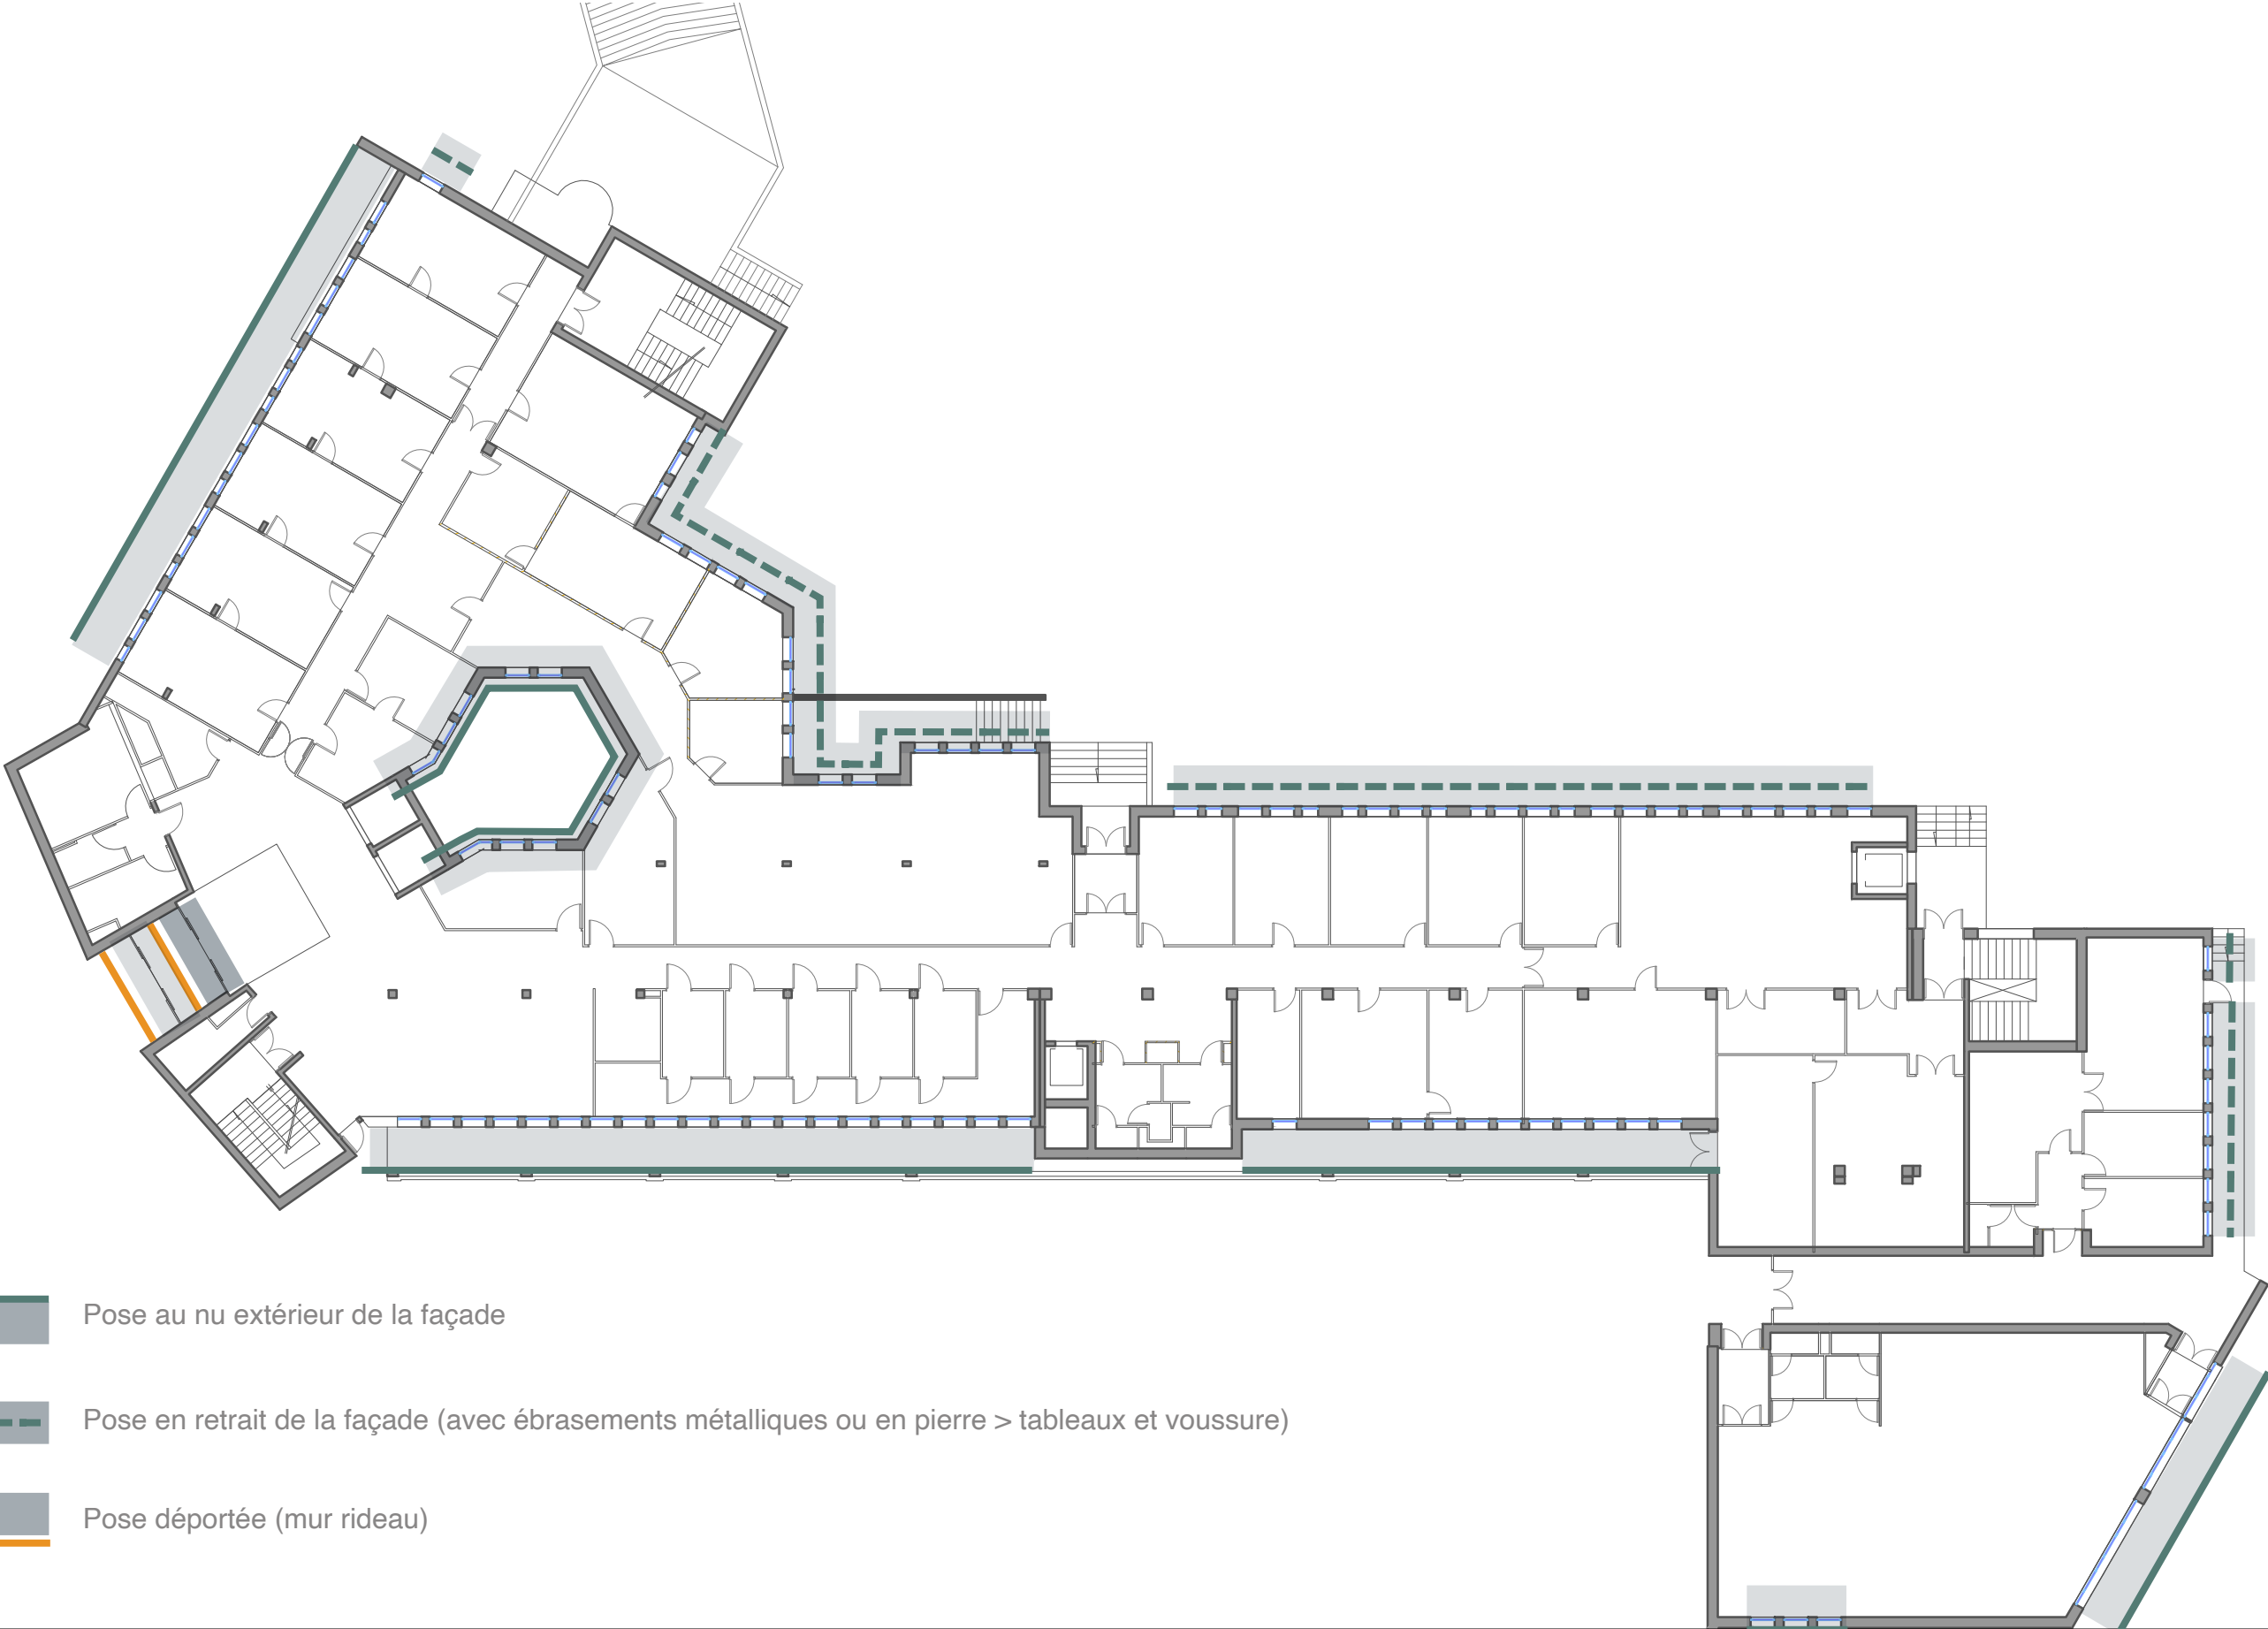 Pose au nu extérieur de la façade
Pose en retrait de la façade (avec ébrasements métalliques ou en pierre > tableaux et voussure)
Pose déportée (mur rideau)